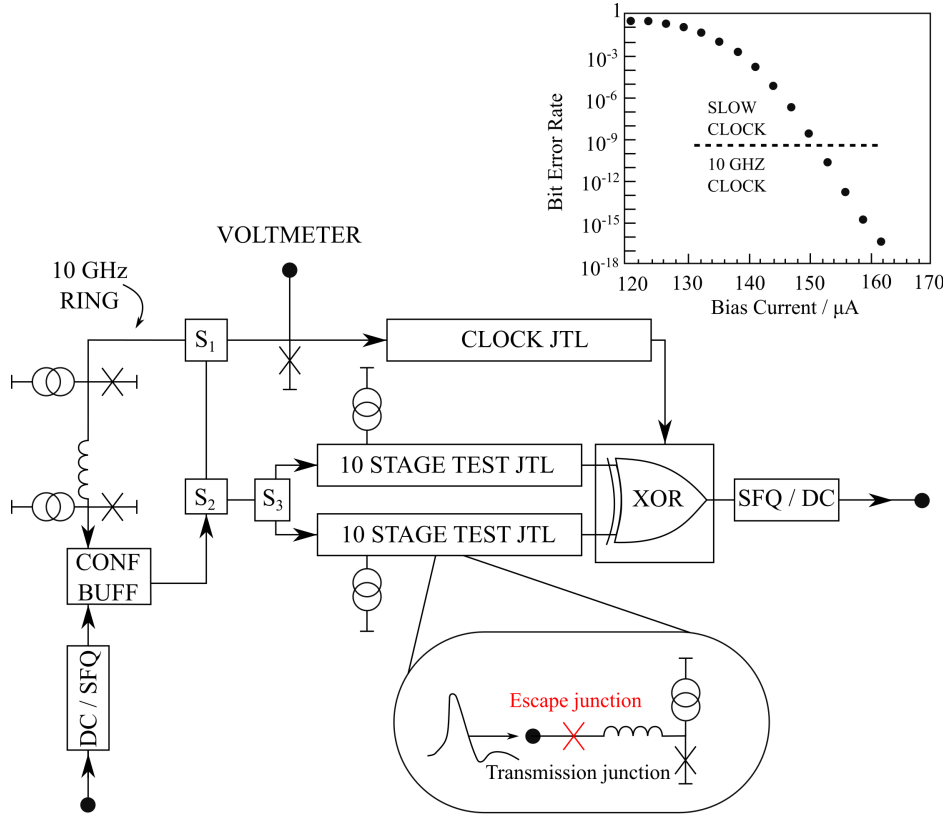 1
10-3
10-6
10-9
10-12
10-15
10-18
Bit Error Rate
SLOW
CLOCK
10 GHZ
CLOCK
120 130 140 150 160 170
Bias Current / μA
VOLTMETER
10 GHz
RING
S1
CLOCK JTL
10 STAGE TEST JTL
S2
S3
XOR
SFQ / DC
10 STAGE TEST JTL
CONF
BUFF
DC / SFQ
Escape junction
Transmission junction